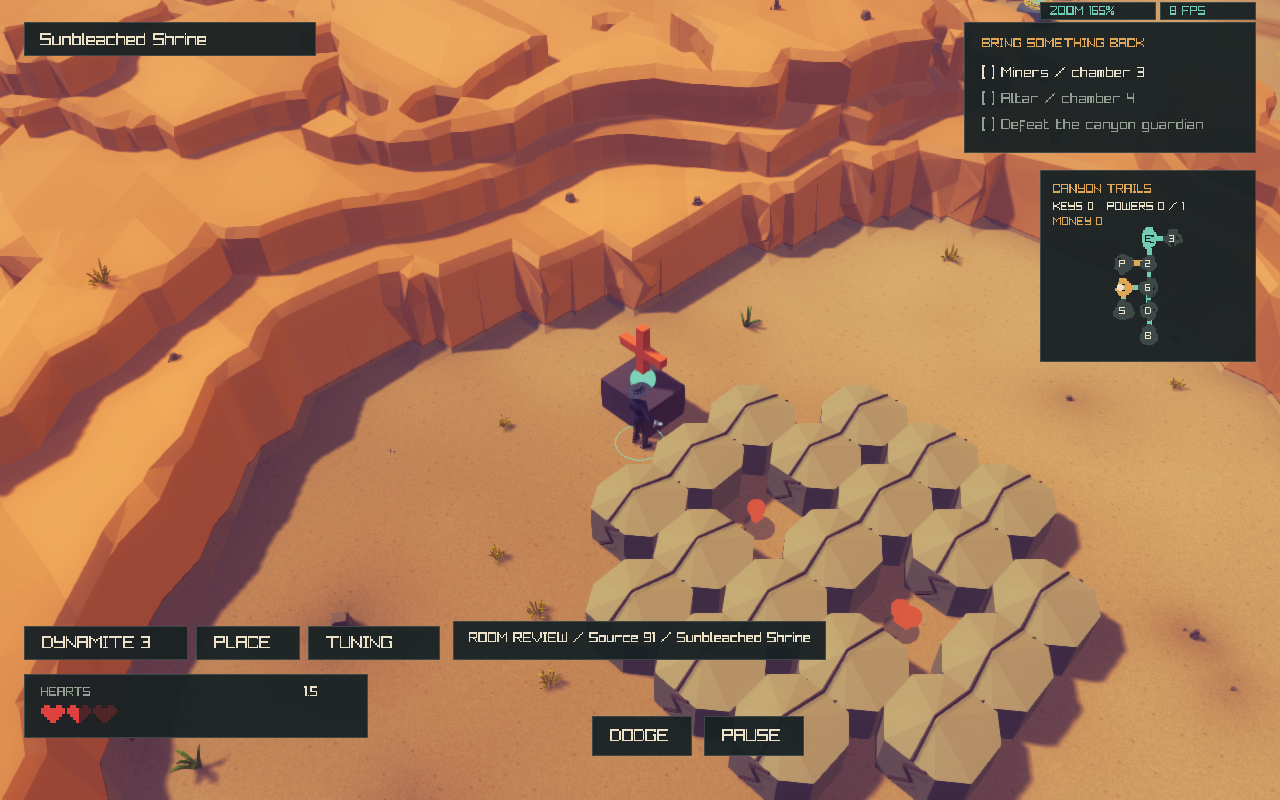 ZOOM 165%
8 FPS
Sunbleached Shrine
BRING SOMETHING BACK
[ ] Miners / chamber 3
[ ] Altar / chamber 4
[ ] Defeat the canyon guardian
CANYON TRAILS
KEYS 0 POWERS 0 / 1
MONEY 0
3
P
2
6
S
D
B
DYNAMITE 3
PLACE
TUNING
ROOM REVIEW / Source 91 / Sunbleached Shrine
HEARTS
1.5
DODGE
PAUSE